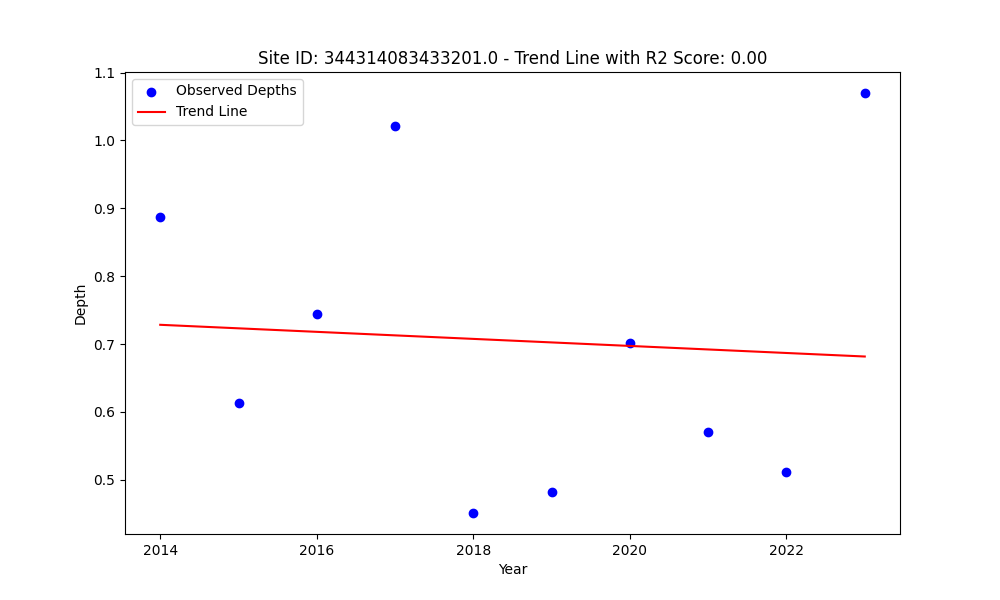 Site ID: 344314083433201.0 - Trend Line with R2 Score: 0.00
Observed Depths
Trend Line
1.1
1.0
0.9
0.8
0.7
0.6
0.5
Depth
2014
2016
2018
2020
2022
Year